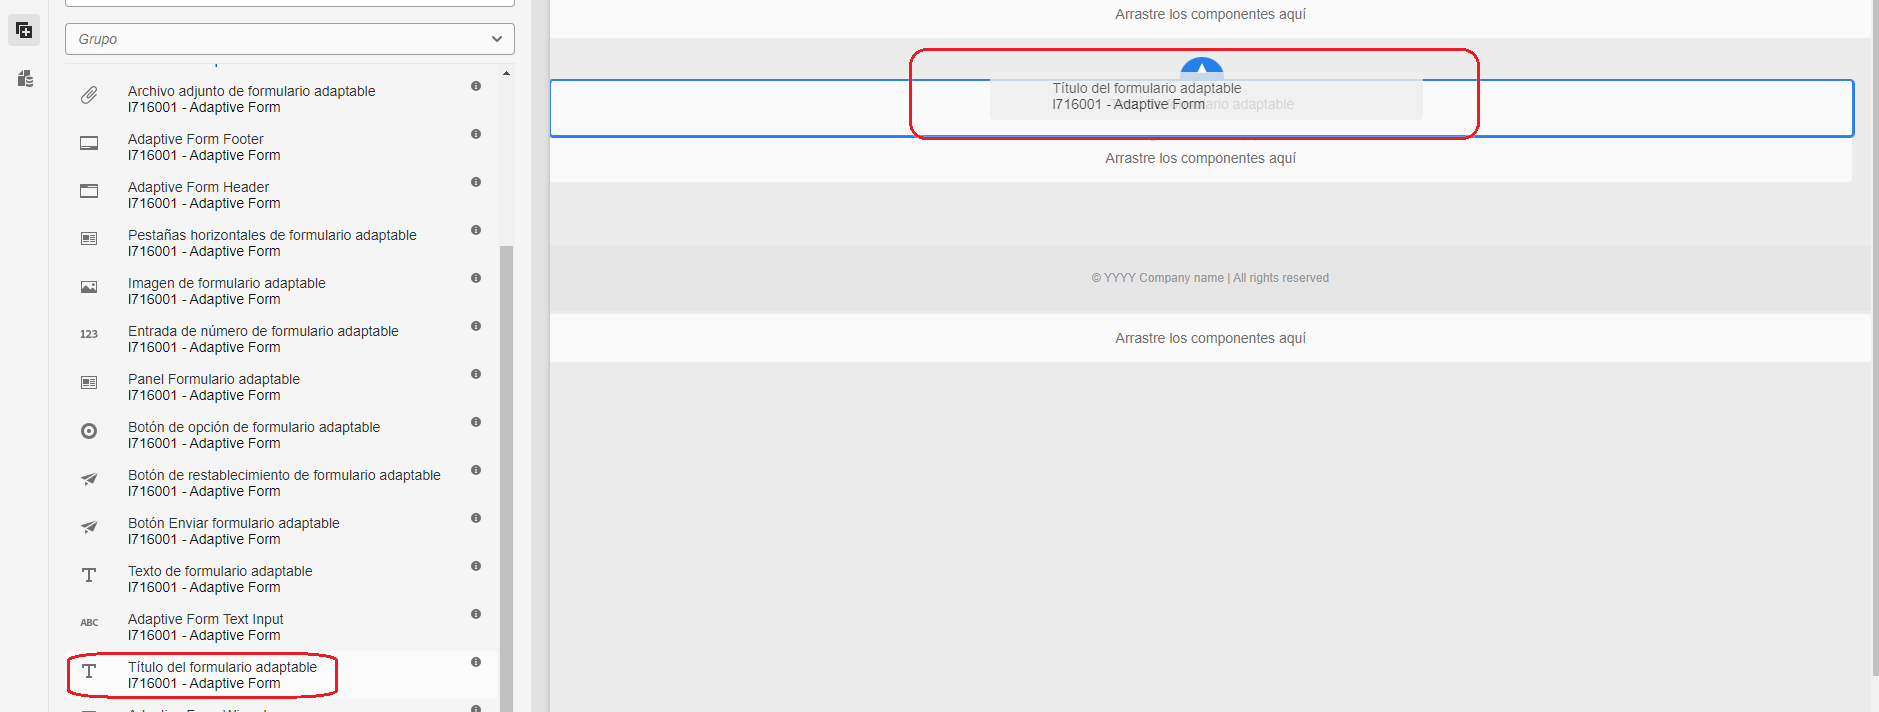 Grupo
Archivo adjunto de formulario adaptable
I716001 - Adaptive Form
Adaptive Form Footer
I716001 - Adaptive Form
Adaptive Form Header
I716001 - Adaptive Form
Pestañas horizontales de formulario adaptable
I716001 - Adaptive Form
Imagen de formulario adaptable
I716001 - Adaptive Form
123
Entrada de número de formulario adaptable
I716001 - Adaptive Form
Panel Formulario adaptable
I716001 - Adaptive Form
Botón de opción de formulario adaptable
I716001 - Adaptive Form
Botón de restablecimiento de formulario adaptable
I716001 - Adaptive Form
Botón Enviar formulario adaptable
I716001 - Adaptive Form
Texto de formulario adaptable
I716001 - Adaptive Form
ABC
Adaptive Form Text Input
I716001 - Adaptive Form
Título del formulario adaptable
I716001 - Adaptive Form
Arrastre los componentes aquí
Título del formulario adaptable
I716001 - Adaptive Form
adaptable
Arrastre los componentes aquí
© YYYY Company name | All rights reserved
Arrastre los componentes aquí